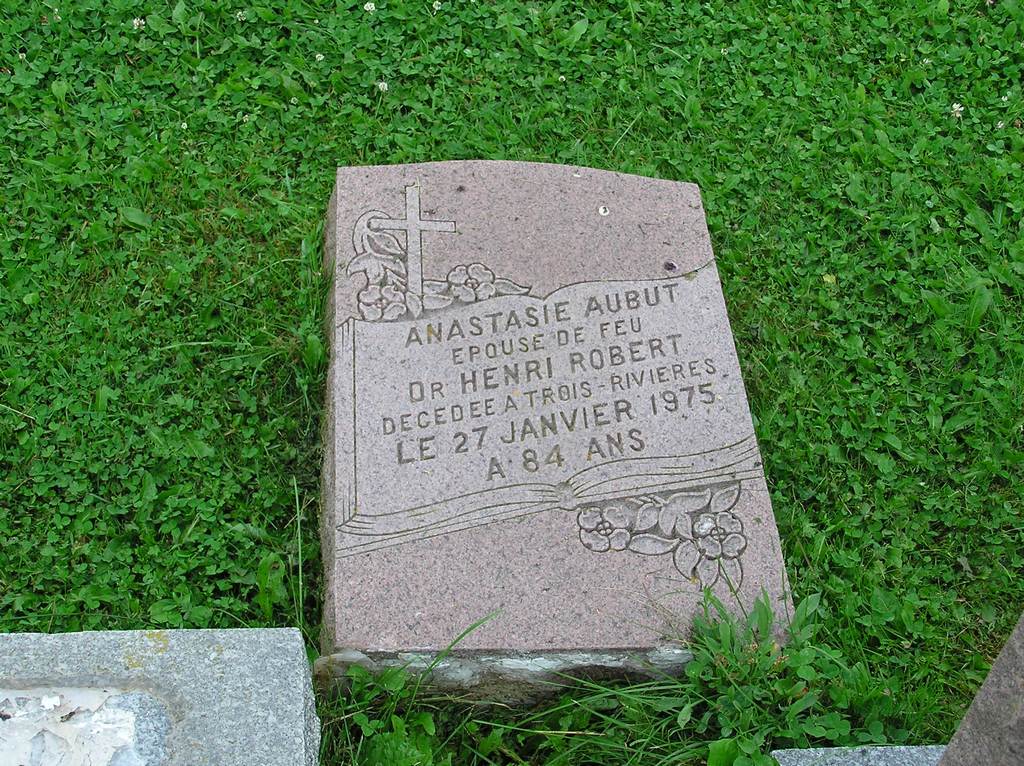 ANASTASIE AUBUT
EPOUSE DE FEU
DR HENRI ROBERT
DECEDEE A TROIS-RIVIERES
LE 27 JANVIER 1975
A 84 ANS